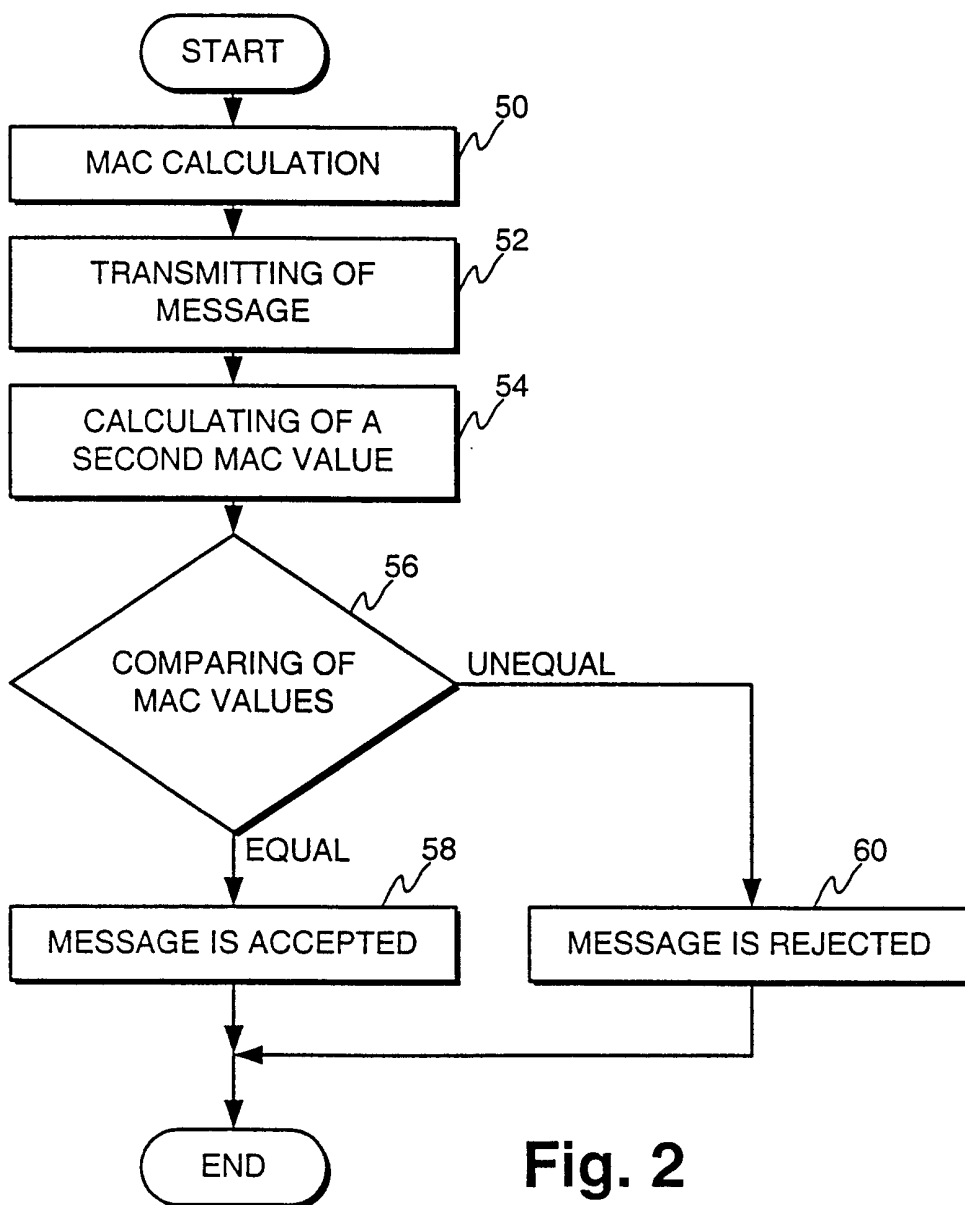 START
50
MAC CALCULATION
52
TRANSMITTING OF
MESSAGE
54
CALCULATING OF A
SECOND MAC VALUE
56
COMPARING OF
MAC VALUES
UNEQUAL
EQUAL
58
60
MESSAGE IS ACCEPTED
MESSAGE IS REJECTED
END
Fig. 2